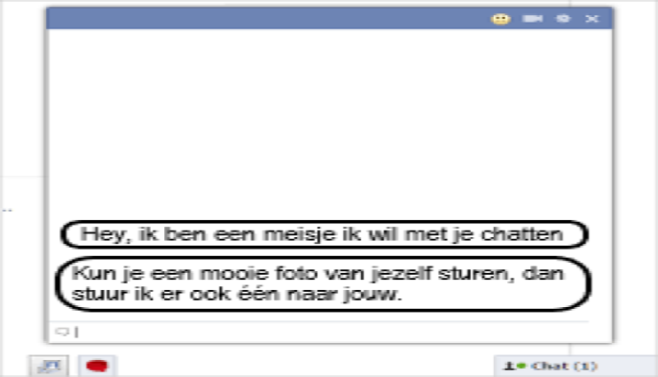 Hey, ik ben een meisje ik wil met je chatten
Kun je een mooie foto van jezelf sturen, dan
stuur ik er ook één naar jouw.
Chat (1)